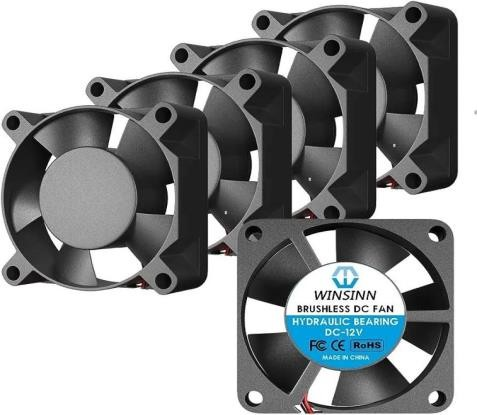 WINSINN
BRUSHLESS DC FAN
HYDRAULIC BEARING
DC-12V
FC CE RoHS
MADE IN CHINA